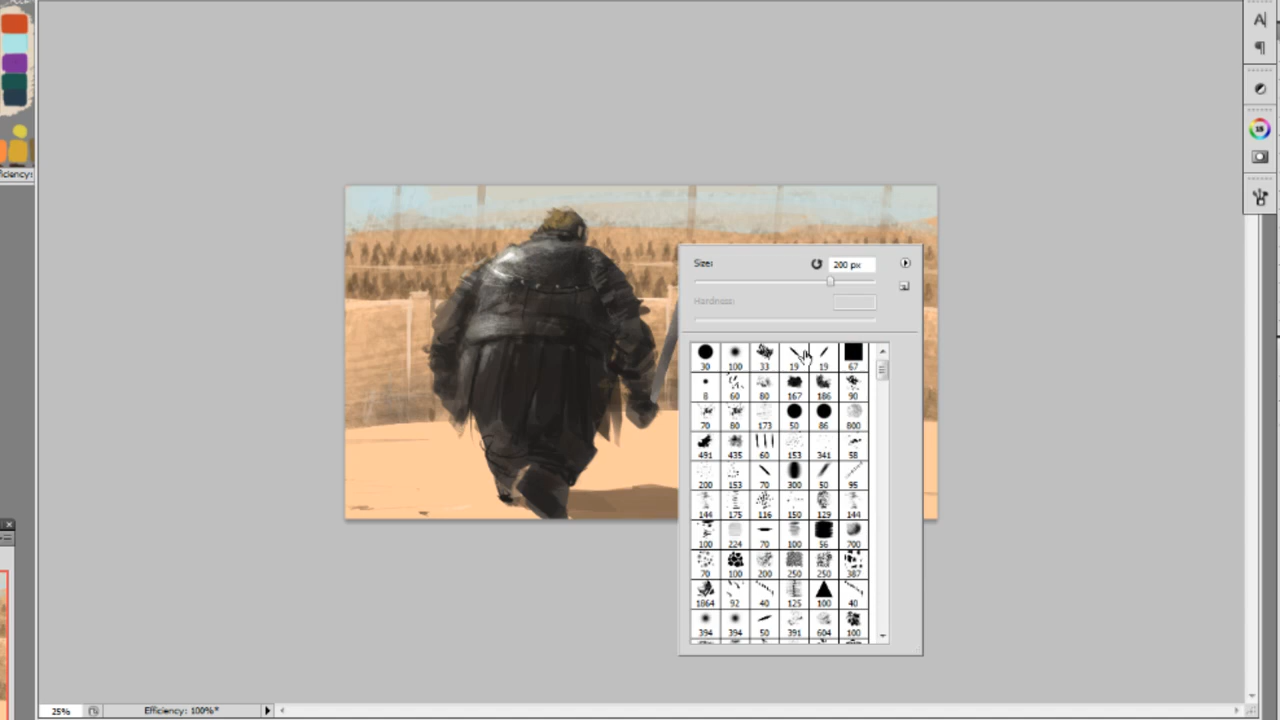 A|
¶
19
Size:
200 px
Hardness:
30 100 33 19 19 67
8 60 80 167 186 90
70 80 173 50 86 800
491 435 60 153 341 58
200 153 70 300 50 95
144 175 116 150 129 144
100 224 70 100 56 700
70 100 200 250 250 387
1864 92 40 125 100 40
394 394 50 391 604 100
iciency:
25% Efficiency: 100%*